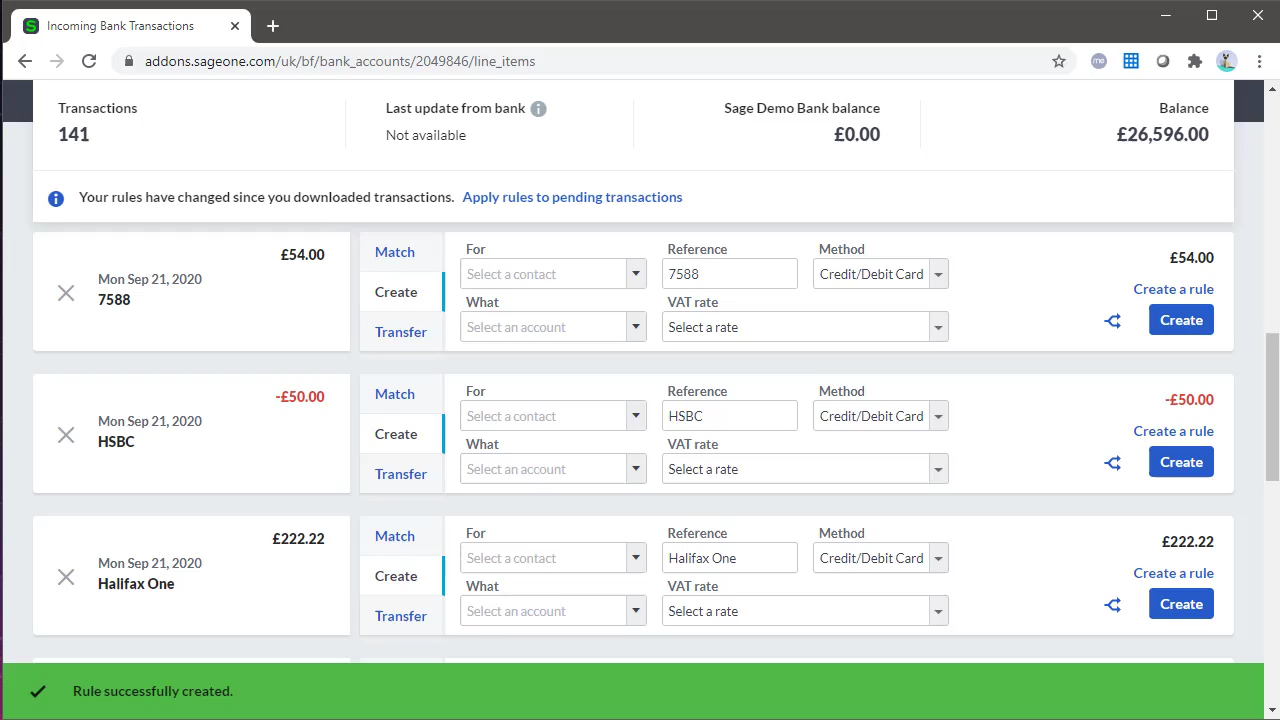 Incoming Bank Transactions
addons.sageone.com/uk/bf/bank_accounts/2049846/line_items
Transactions
141
Last update from bank
Not available
Sage Demo Bank balance
£0.00
Balance
£26,596.00
Your rules have changed since you downloaded transactions. Apply rules to pending transactions
£54.00
Mon Sep 21, 2020
7588
Match
Create
Transfer
For
Select a contact
Reference
7588
Method
Credit/Debit Card
What
Select an account
VAT rate
Select a rate
£54.00
Create a rule
Create
-£50.00
Mon Sep 21, 2020
HSBC
Match
Create
Transfer
For
Select a contact
Reference
HSBC
Method
Credit/Debit Card
What
Select an account
VAT rate
Select a rate
-£50.00
Create a rule
Create
£222.22
Mon Sep 21, 2020
Halifax One
Match
Create
Transfer
For
Select a contact
Reference
Halifax One
Method
Credit/Debit Card
What
Select an account
VAT rate
Select a rate
£222.22
Create a rule
Create
Rule successfully created.